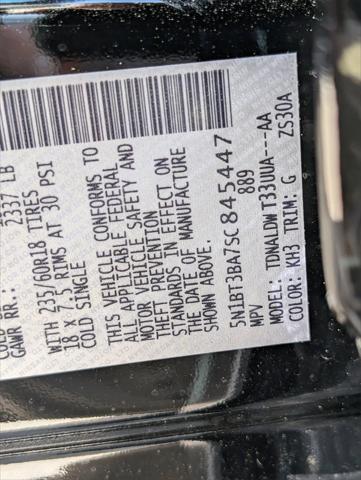 GAWR RR: 2337 LB
WITH 235/60R18 TIRES
18 x 7.5 RIMS AT 30 PSI
COLD SINGLE
THIS VEHICLE CONFORMS TO
ALL APPLICABLE FEDERAL
MOTOR VEHICLE SAFETY AND
THEFT PREVENTION
STANDARDS IN EFFECT ON
THE DATE OF MANUFACTURE
SHOWN ABOVE.
5N1BT3BA7SC845447
MPV 889
MODEL: TDWALDW T33UUA---AA
COLOR: KH3 TRIM: G ZS30A